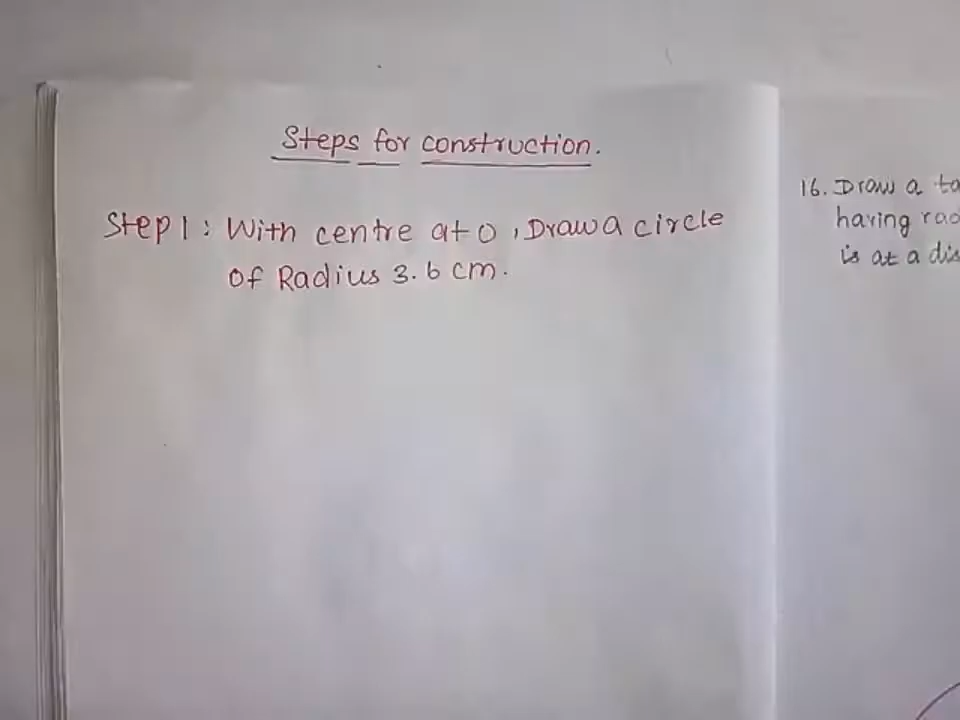 Steps for construction.
Step 1 : With centre at O , Draw a circle
of Radius 3.6 cm.
16. Draw a
having
is at a